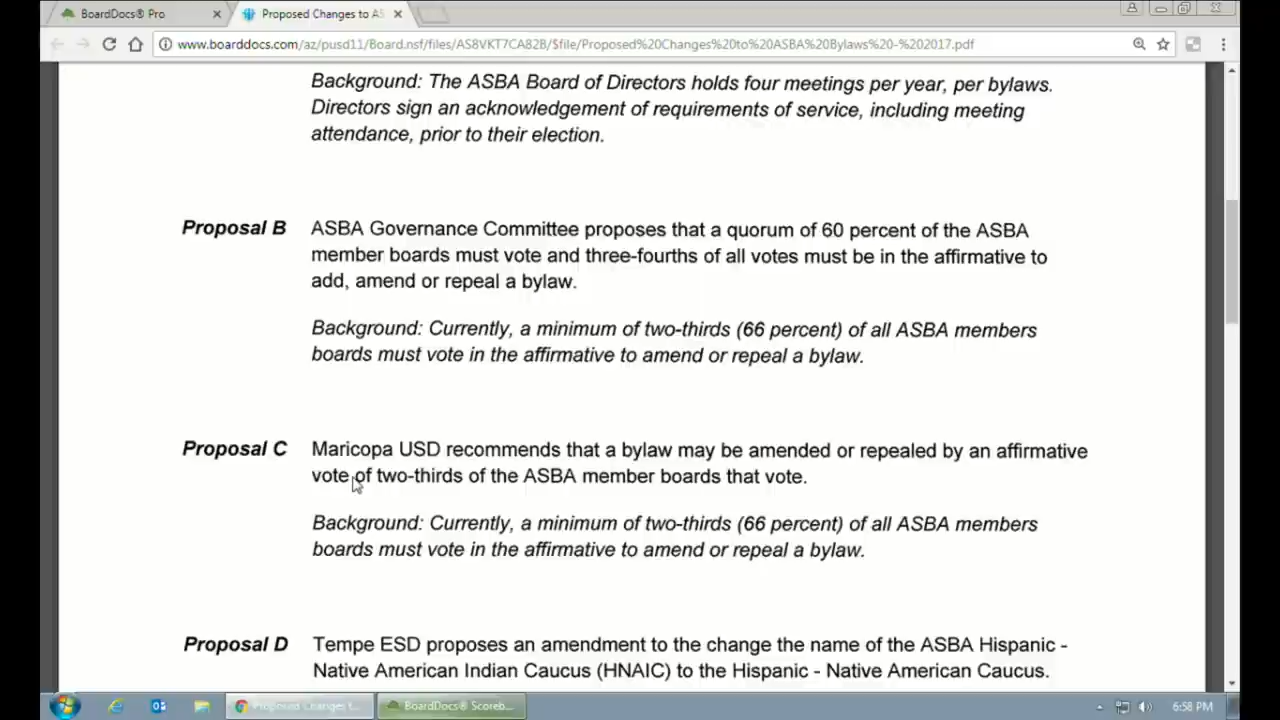 BoardDocs® Pro
Proposed Changes to AS
www.boarddocs.com/az/pusd11/Board.nsf/files/AS8VKT7CA82B/$file/Proposed%20Changes%20to%20ASBA%20Bylaws%20-%202017.pdf
Background: The ASBA Board of Directors holds four meetings per year, per bylaws.
Directors sign an acknowledgement of requirements of service, including meeting
attendance, prior to their election.
Proposal B ASBA Governance Committee proposes that a quorum of 60 percent of the ASBA
member boards must vote and three-fourths of all votes must be in the affirmative to
add, amend or repeal a bylaw.
Background: Currently, a minimum of two-thirds (66 percent) of all ASBA members
boards must vote in the affirmative to amend or repeal a bylaw.
Proposal C Maricopa USD recommends that a bylaw may be amended or repealed by an affirmative
vote of two-thirds of the ASBA member boards that vote.
Background: Currently, a minimum of two-thirds (66 percent) of all ASBA members
boards must vote in the affirmative to amend or repeal a bylaw.
Proposal D Tempe ESD proposes an amendment to the change the name of the ASBA Hispanic -
Native American Indian Caucus (HNAIC) to the Hispanic - Native American Caucus.
Proposed Changes t...
BoardDocs® Scoreb...
6:58 PM